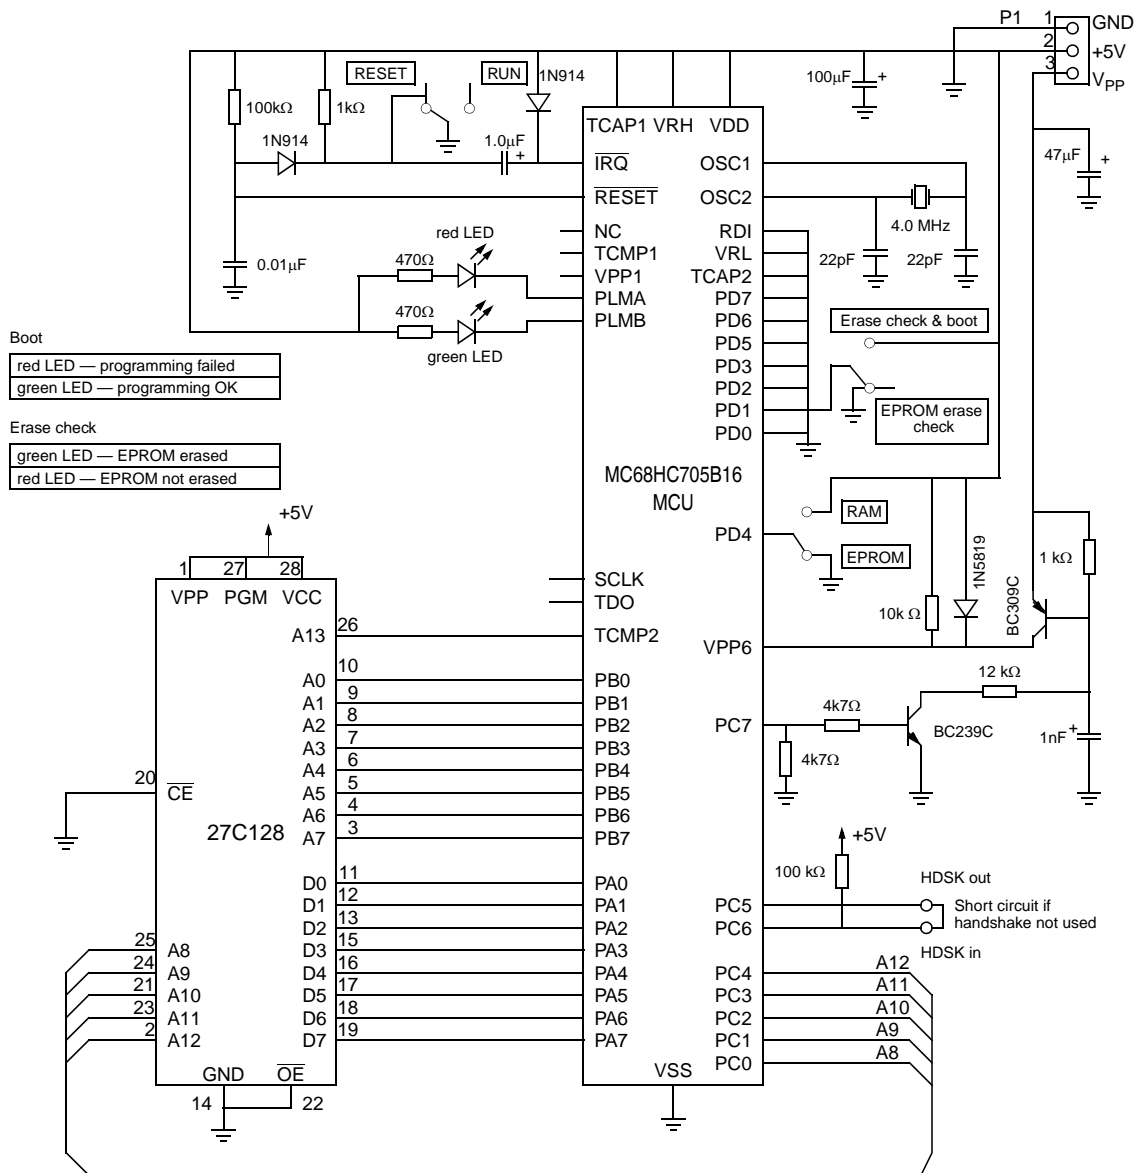 P1
1
GND
2
+5V
3
VPP
RESET
RUN
1N914
100µF
+
100kΩ
1kΩ
TCAP1 VRH VDD
1N914
1.0µF
+
IRQ
OSC1
47µF
+
RESET
OSC2
4.0 MHz
NC
RDI
red LED
TCMP1
VRL
22pF
22pF
0.01µF
470Ω
VPP1
TCAP2
PLMA
PD7
470Ω
PLMB
PD6
Erase check & boot
green LED
PD5
PD3
PD2
PD1
PD0
EPROM erase
check
Boot
red LED — programming failed
green LED — programming OK
Erase check
green LED — EPROM erased
red LED — EPROM not erased
MC68HC705B16
MCU
+5V
RAM
PD4
EPROM
1N5819
1 kΩ
10k Ω
BC309C
1
27
28
VPP PGM VCC
SCLK
TDO
A13
26
TCMP2
VPP6
A0
10
PB0
A1
9
PB1
A2
8
PB2
A3
7
PB3
A4
6
PB4
A5
5
PB5
A6
4
PB6
A7
3
PB7
12 kΩ
4k7Ω
PC7
BC239C
4k7Ω
1nF
+
20
CE
27C128
+5V
100 kΩ
D0
11
PA0
D1
12
PA1
D2
13
PA2
D3
15
PA3
D4
16
PA4
D5
17
PA5
D6
18
PA6
D7
19
PA7
HDSK out
PC5
Short circuit if
handshake not used
PC6
HDSK in
25
A8
24
A9
21
A10
23
A11
2
A12
PC4
A12
PC3
A11
PC2
A10
PC1
A9
PC0
A8
GND
OE
VSS
14
22